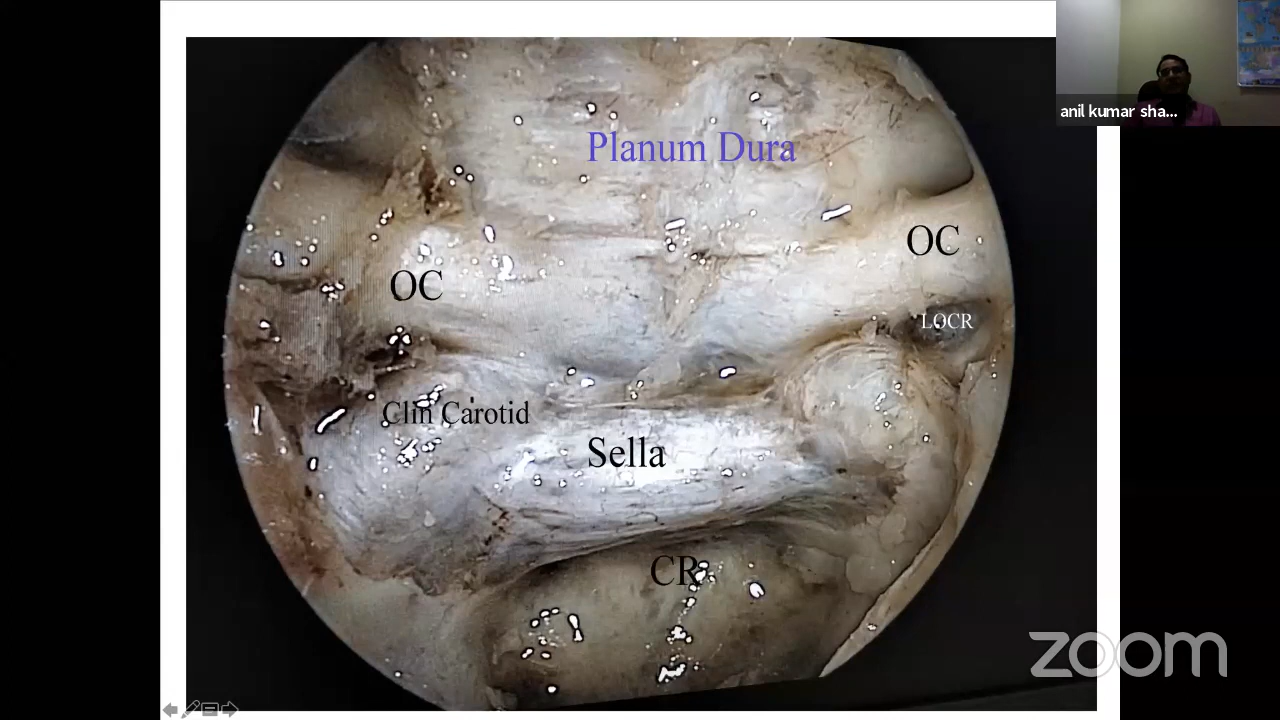 anil kumar sha...
Planum Dura
OC
OC
LOCR
Clin Carotid
Sella
CR
zoom